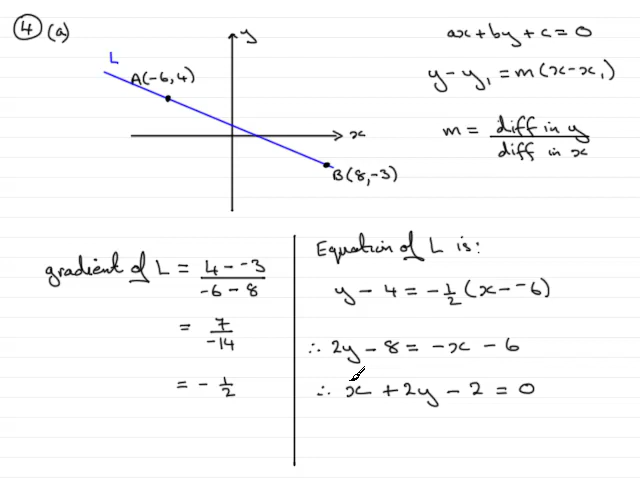 4 (a)
y
L
A(-6,4)
x
B(8,-3)
ax+by+c=0
y-y₁=m(x-x₁)
m = diff in y / diff in x
gradient of L = 4--3 / -6-8
= 7 / -14
= - 1/2
Equation of L is:
y - 4 = -1/2 (x--6)
∴ 2y - 8 = -x - 6
∴ x + 2y - 2 = 0